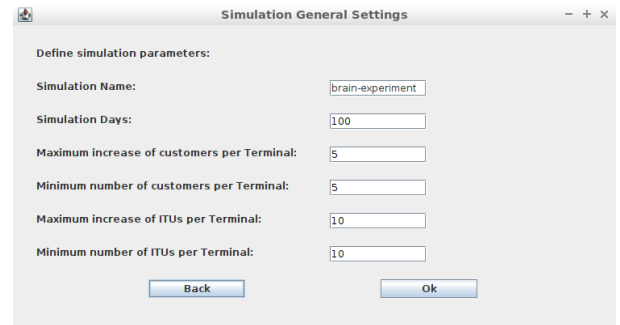 Simulation General Settings
Define simulation parameters:
Simulation Name: brain-experiment
Simulation Days: 100
Maximum increase of customers per Terminal: 5
Minimum number of customers per Terminal: 5
Maximum increase of ITUs per Terminal: 10
Minimum number of ITUs per Terminal: 10
Back Ok